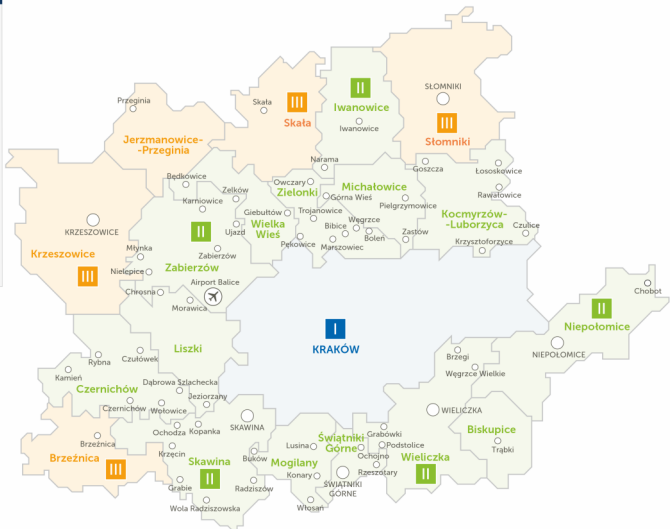 SŁOMNIKI
Przeginia
Skała
III
Skała
II
Iwanowice
Iwanowice
III
Słomniki
Jerzmanowice-
-Przeginia
Narama
Goszcza
Łososkowice
Będkowice
Owczary
Zielonki
Michałowice
Rawałowice
Karniowice
Zelków
Górna Wieś
Pielgrzymowice
Giebułtów
Trojanowice
Kocmyrzów-
-Luborzyca
KRZESZOWICE
II
Ujazd
Wielka
Wieś
Bibice
Węgrzce
Czulice
Pękowice
Marszowiec
Boleń
Zastów
Krzysztoforzyce
Krzeszowice
III
Młynka
Zabierzów
Nielepice
Zabierzów
Airport Balice
Chrosna
Morawica
Chobot
II
Niepołomice
I
KRAKÓW
NIEPOŁOMICE
Liszki
Rybna
Czułówek
Brzegi
Kamień
Węgrzce Wielkie
Czernichów
Dąbrowa Szlachecka
Jeziorzany
Czernichów
Wołowice
SKAWINA
WIELICZKA
Biskupice
Ochodza
Kopanka
Świątniki
Górne
Grabówki
Brzeźnica
Krzęcin
Lusina
Podstolice
Trąbki
Brzeźnica
III
Skawina
II
Buków
Mogilany
Ochojno
Wieliczka
II
Rzeszotary
Konary
ŚWIĄTNIKI
GÓRNE
Grabie
Radziszów
Wola Radziszowska
Włosań